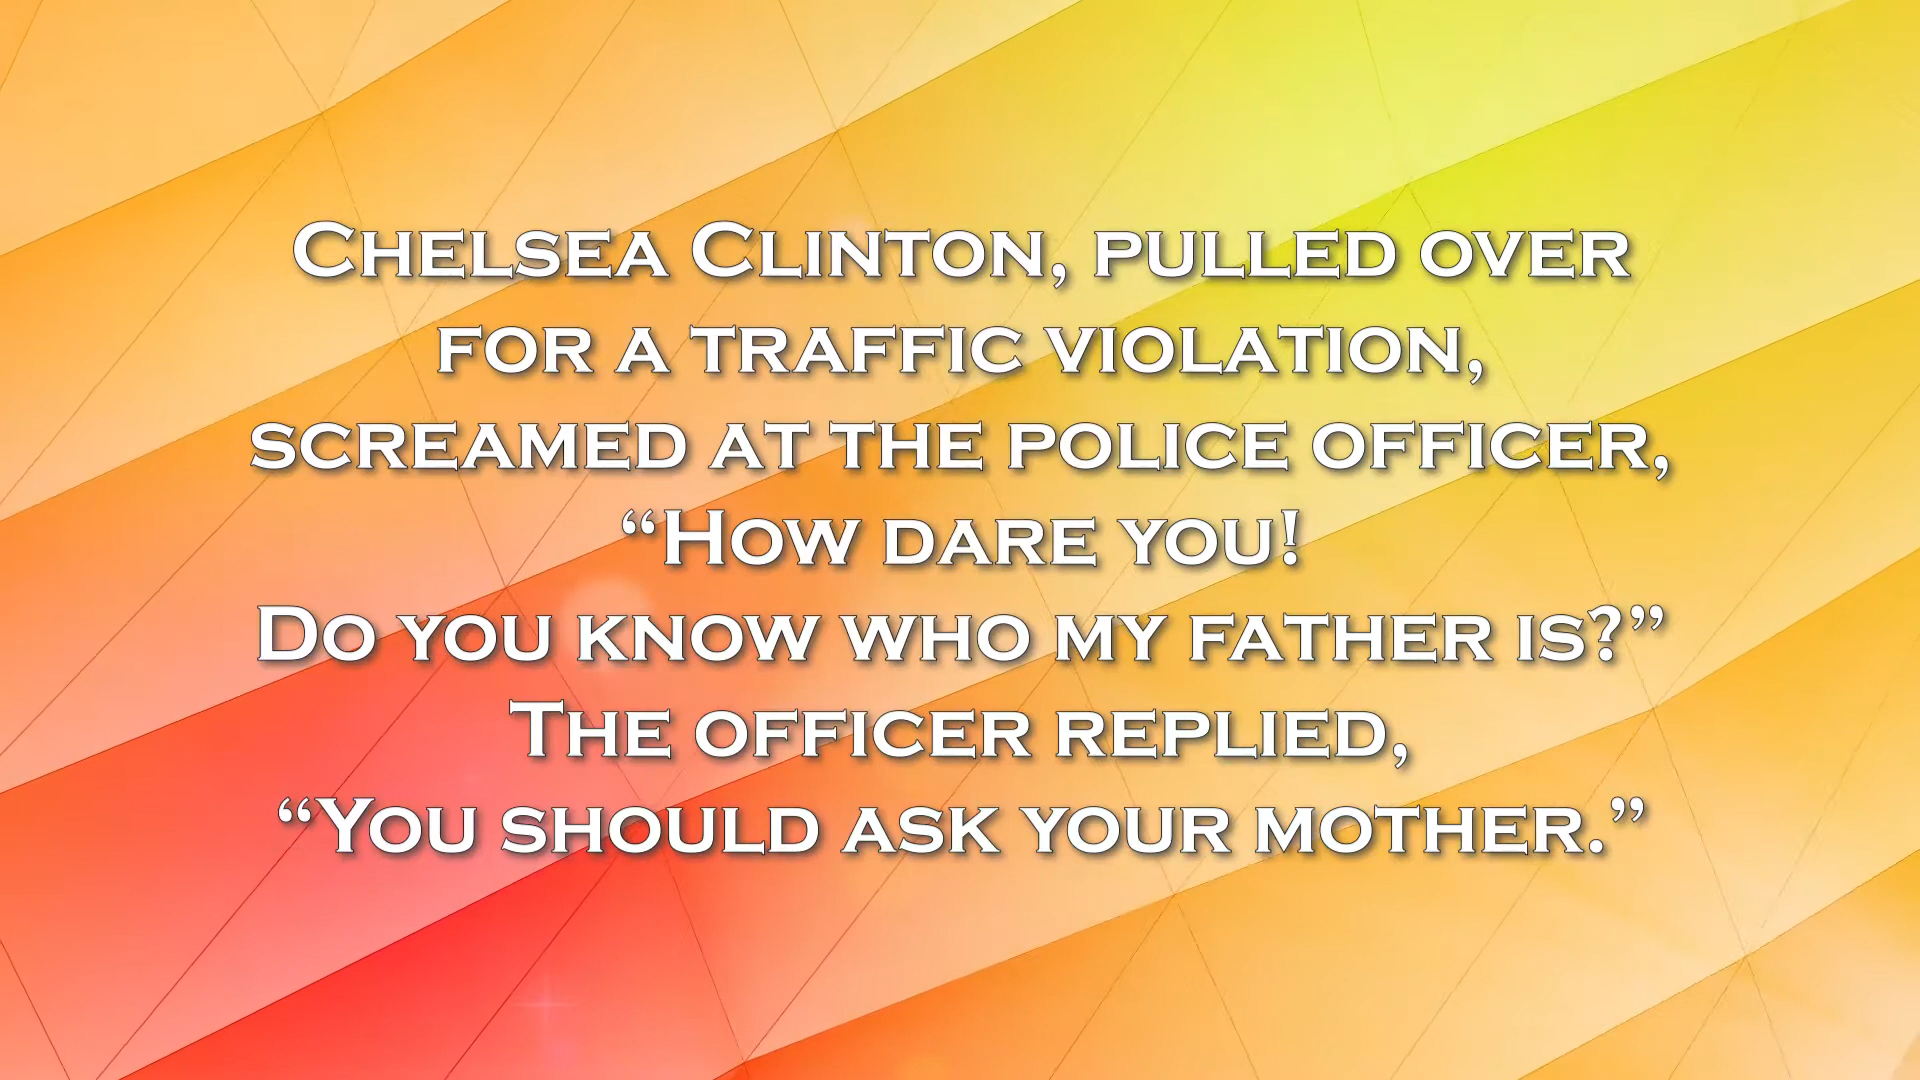 Chelsea Clinton, pulled over
for a traffic violation,
screamed at the police officer,
“How dare you!
Do you know who my father is?”
The officer replied,
“You should ask your mother.”